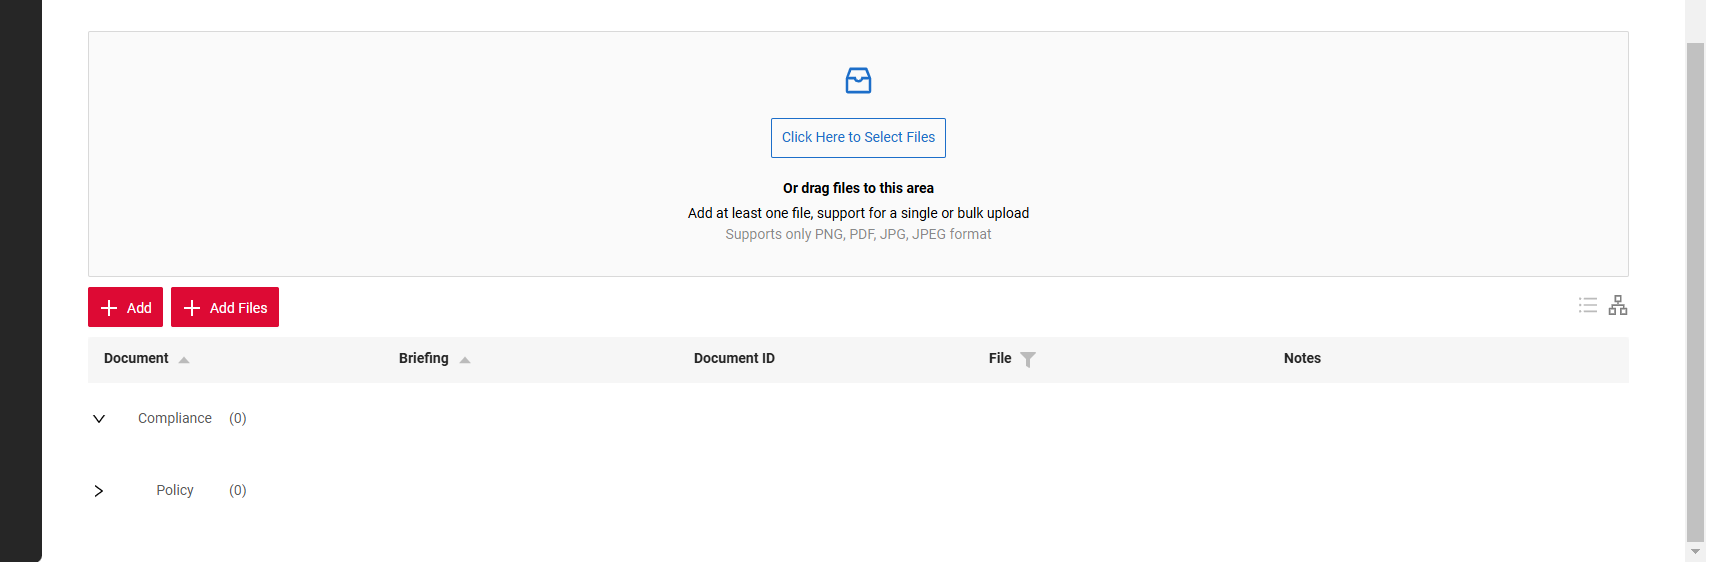 Click Here to Select Files
Or drag files to this area
Add at least one file, support for a single or bulk upload
Supports only PNG, PDF, JPG, JPEG format
Add Add Files
Document Briefing Document ID File Notes
Compliance (0)
Policy (0)